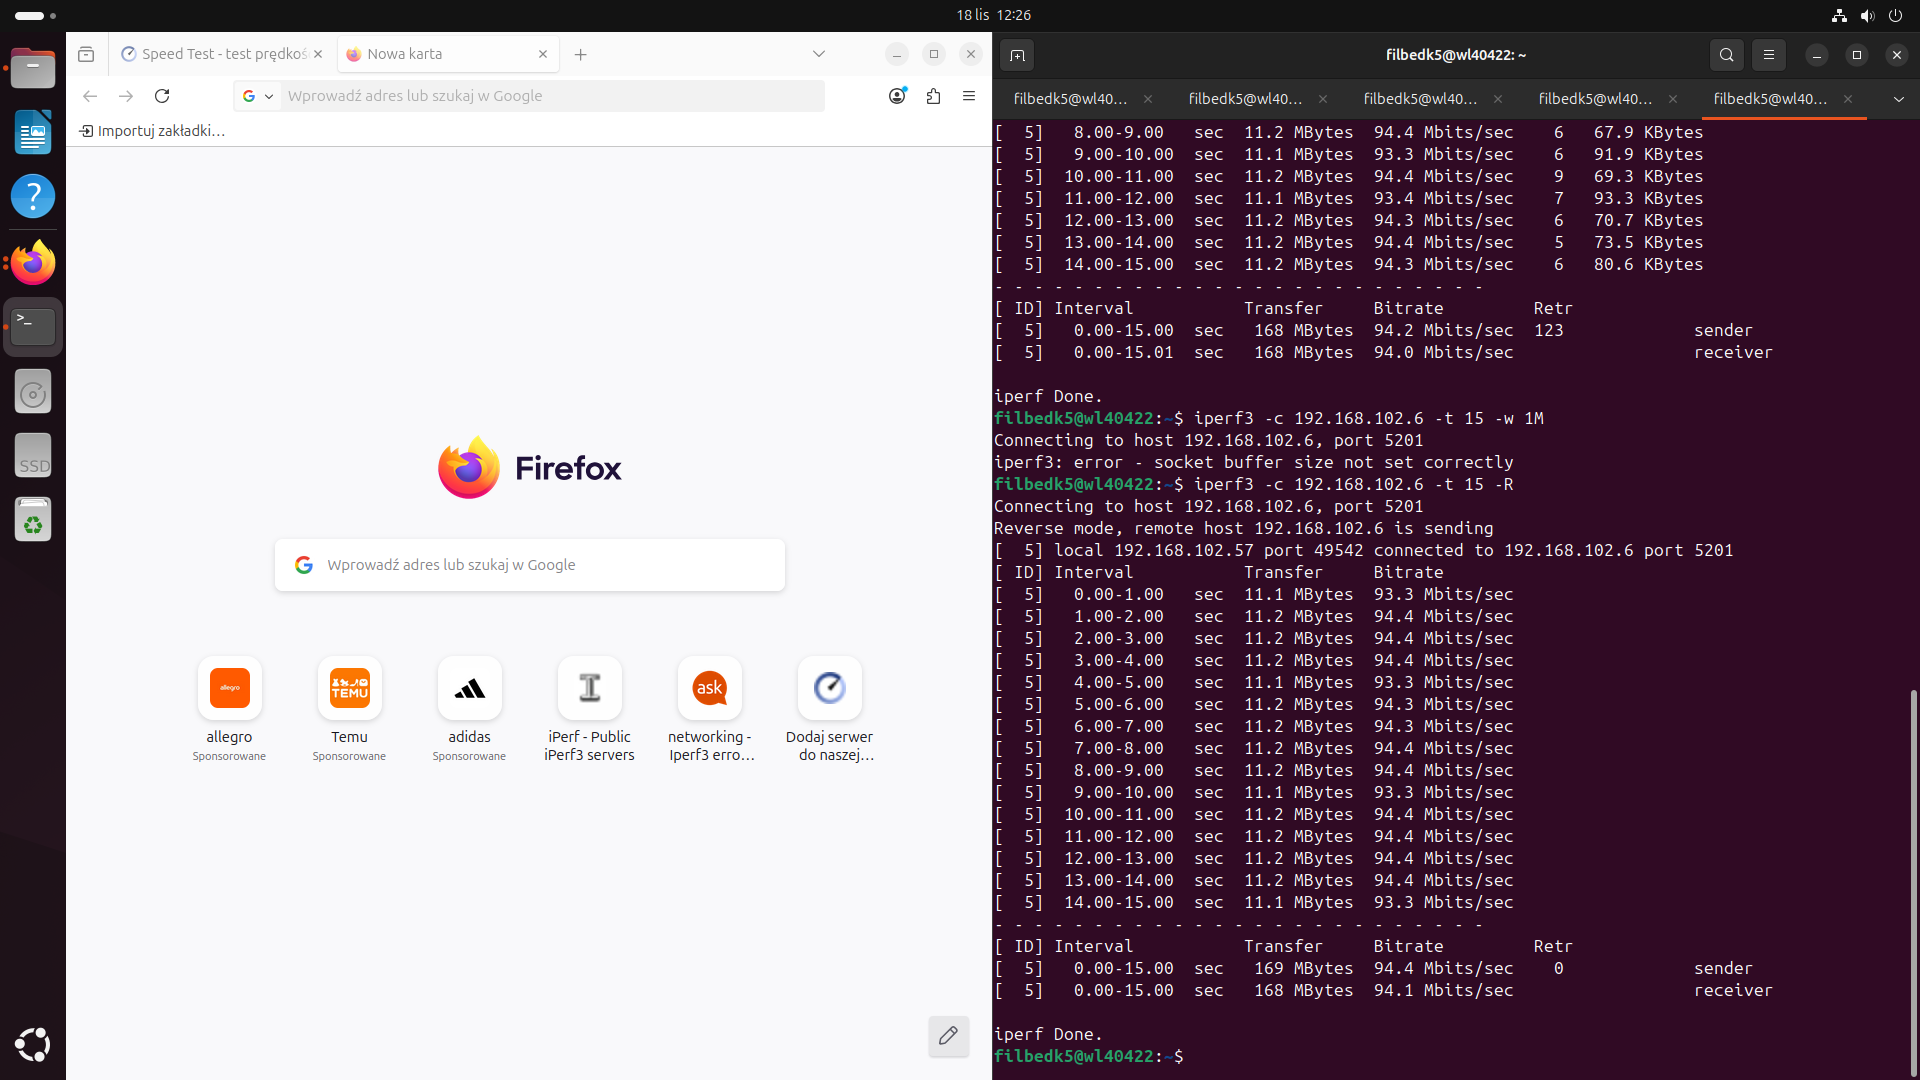 18 lis 12:26
Speed Test - test prędkoś
Nowa karta
Wprowadź adres lub szukaj w Google
Importuj zakładki…
Firefox
Wprowadź adres lub szukaj w Google
allegro
TEMU
ask
allegro
Sponsorowane
Temu
Sponsorowane
adidas
Sponsorowane
iPerf - Public
iPerf3 servers
networking -
Iperf3 erro…
Dodaj serwer
do naszej…
>_
SSD
filbedk5@wl40422: ~
filbedk5@wl40… filbedk5@wl40… filbedk5@wl40… filbedk5@wl40… filbedk5@wl40…
[  5]   8.00-9.00   sec  11.2 MBytes  94.4 Mbits/sec    6   67.9 KBytes
[  5]   9.00-10.00  sec  11.1 MBytes  93.3 Mbits/sec    6   91.9 KBytes
[  5]  10.00-11.00  sec  11.2 MBytes  94.4 Mbits/sec    9   69.3 KBytes
[  5]  11.00-12.00  sec  11.1 MBytes  93.4 Mbits/sec    7   93.3 KBytes
[  5]  12.00-13.00  sec  11.2 MBytes  94.3 Mbits/sec    6   70.7 KBytes
[  5]  13.00-14.00  sec  11.2 MBytes  94.4 Mbits/sec    5   73.5 KBytes
[  5]  14.00-15.00  sec  11.2 MBytes  94.3 Mbits/sec    6   80.6 KBytes
- - - - - - - - - - - - - - - - - - - - - - - - -
[ ID] Interval           Transfer     Bitrate         Retr
[  5]   0.00-15.00  sec   168 MBytes  94.2 Mbits/sec  123             sender
[  5]   0.00-15.01  sec   168 MBytes  94.0 Mbits/sec                  receiver
iperf Done.
filbedk5@wl40422:~$ iperf3 -c 192.168.102.6 -t 15 -w 1M
Connecting to host 192.168.102.6, port 5201
iperf3: error - socket buffer size not set correctly
filbedk5@wl40422:~$ iperf3 -c 192.168.102.6 -t 15 -R
Connecting to host 192.168.102.6, port 5201
Reverse mode, remote host 192.168.102.6 is sending
[  5] local 192.168.102.57 port 49542 connected to 192.168.102.6 port 5201
[ ID] Interval           Transfer     Bitrate
[  5]   0.00-1.00   sec  11.1 MBytes  93.3 Mbits/sec
[  5]   1.00-2.00   sec  11.2 MBytes  94.4 Mbits/sec
[  5]   2.00-3.00   sec  11.2 MBytes  94.4 Mbits/sec
[  5]   3.00-4.00   sec  11.2 MBytes  94.4 Mbits/sec
[  5]   4.00-5.00   sec  11.1 MBytes  93.3 Mbits/sec
[  5]   5.00-6.00   sec  11.2 MBytes  94.3 Mbits/sec
[  5]   6.00-7.00   sec  11.2 MBytes  94.3 Mbits/sec
[  5]   7.00-8.00   sec  11.2 MBytes  94.4 Mbits/sec
[  5]   8.00-9.00   sec  11.2 MBytes  94.4 Mbits/sec
[  5]   9.00-10.00  sec  11.1 MBytes  93.3 Mbits/sec
[  5]  10.00-11.00  sec  11.2 MBytes  94.4 Mbits/sec
[  5]  11.00-12.00  sec  11.2 MBytes  94.4 Mbits/sec
[  5]  12.00-13.00  sec  11.2 MBytes  94.4 Mbits/sec
[  5]  13.00-14.00  sec  11.2 MBytes  94.4 Mbits/sec
[  5]  14.00-15.00  sec  11.1 MBytes  93.3 Mbits/sec
- - - - - - - - - - - - - - - - - - - - - - - - -
[ ID] Interval           Transfer     Bitrate         Retr
[  5]   0.00-15.00  sec   169 MBytes  94.4 Mbits/sec    0             sender
[  5]   0.00-15.00  sec   168 MBytes  94.1 Mbits/sec                  receiver
iperf Done.
filbedk5@wl40422:~$